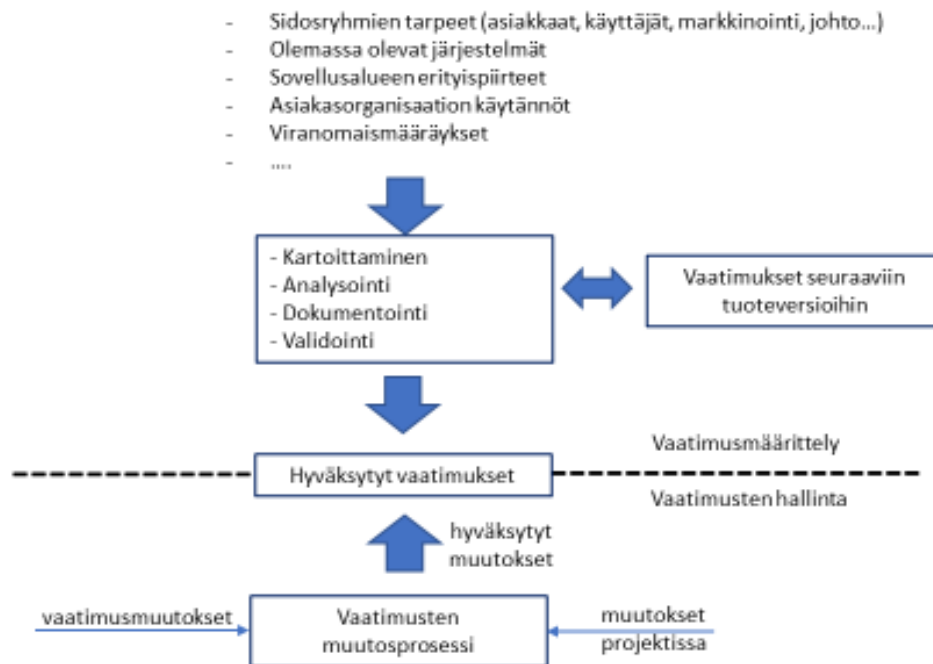 - Sidosryhmien tarpeet (asiakkaat, käyttäjät, markkinointi, johto...)
- Olemassa olevat järjestelmät
- Sovellusalueen erityispiirteet
- Asiakasorganisaation käytännöt
- Viranomaismääräykset
- ....
- Kartoittaminen
- Analysointi
- Dokumentointi
- Validointi
Vaatimukset seuraaviin
tuoteversioihin
Vaatimusmäärittely
Hyväksytyt vaatimukset
Vaatimusten hallinta
hyväksytyt
muutokset
vaatimusmuutokset
Vaatimusten
muutosprosessi
muutokset
projektissa